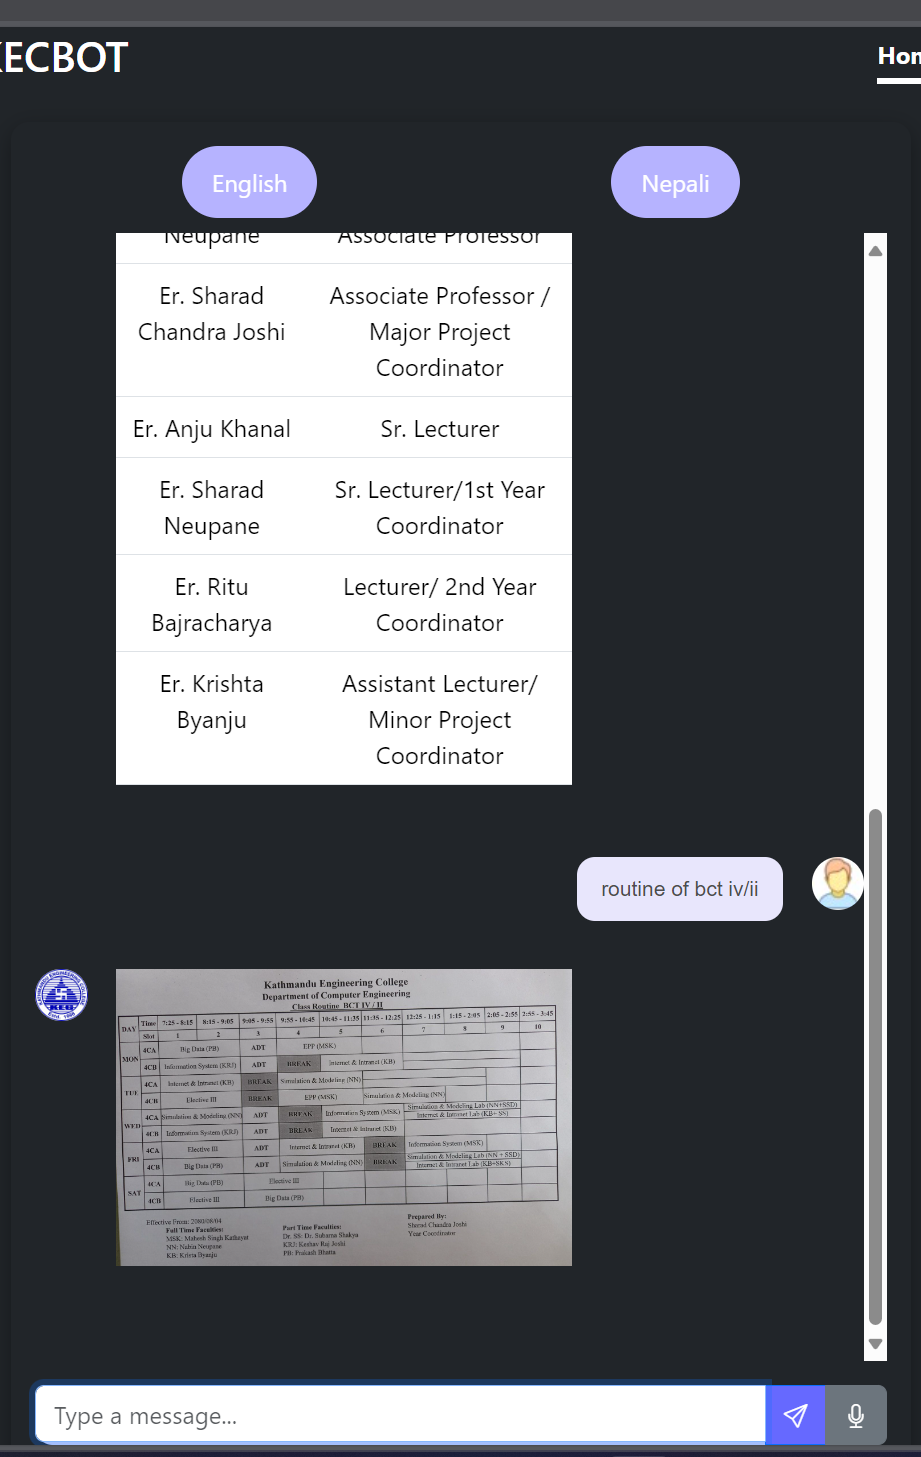 KECBOT
Hom
English
Nepali
Neupane Associate Professor
Er. Sharad Associate Professor /
Chandra Joshi Major Project
Coordinator
Er. Anju Khanal Sr. Lecturer
Er. Sharad Sr. Lecturer/1st Year
Neupane Coordinator
Er. Ritu Lecturer/ 2nd Year
Bajracharya Coordinator
Er. Krishta Assistant Lecturer/
Byanju Minor Project
Coordinator
routine of bct iv/ii
KATHMANDU ENGINEERING COLLEGE
KEC
Kathmandu Engineering College
Department of Computer Engineering
Class Routine BCT IV / II
DAY Time 7:25 - 8:15 8:15 - 9:05 9:05 - 9:55 9:55 - 10:45 10:45 - 11:35 11:35 - 12:25 12:25 - 1:15 1:15 - 2:05 2:05 - 2:55 2:55 - 3:45
Slot 1 2 3 4 5 6 7 8 9 10
MON 4CA Big Data (PB) ADT EPP (MSK)
4CB Information System (KRJ) ADT BREAK Internet & Intranet (KB)
TUE 4CA Internet & Intranet (KB) BREAK Simulation & Modeling (NN)
4CB Elective III BREAK EPP (MSK) Simulation & Modeling (NN)
WED 4CA Simulation & Modeling (NN) ADT BREAK Information System (MSK) Simulation & Modeling Lab (NN+SSD)
Internet & Intranet Lab (KB+ SS)
4CB Information System (KRJ) ADT BREAK Internet & Intranet (KB)
FRI 4CA Elective III ADT Internet & Intranet (KB) BREAK Information System (MSK)
4CB Big Data (PB) ADT Simulation & Modeling (NN) BREAK Simulation & Modeling Lab (NN + SSD)
Internet & Intranet Lab (KB+SKS)
SAT 4CA Big Data (PB) Elective III
4CB Elective III Big Data (PB)
Effective From: 2080/08/04
Full Time Faculties: Part Time Faculties: Prepared By:
MSK: Mahesh Singh Kathayat Dr. SS: Dr. Subarna Shakya Sharad Chandra Joshi
NN: Nabin Neupane KRJ: Keshav Raj Joshi Year Coordinator
KB: Krista Byanju PB: Prakash Bhatta
Type a message...